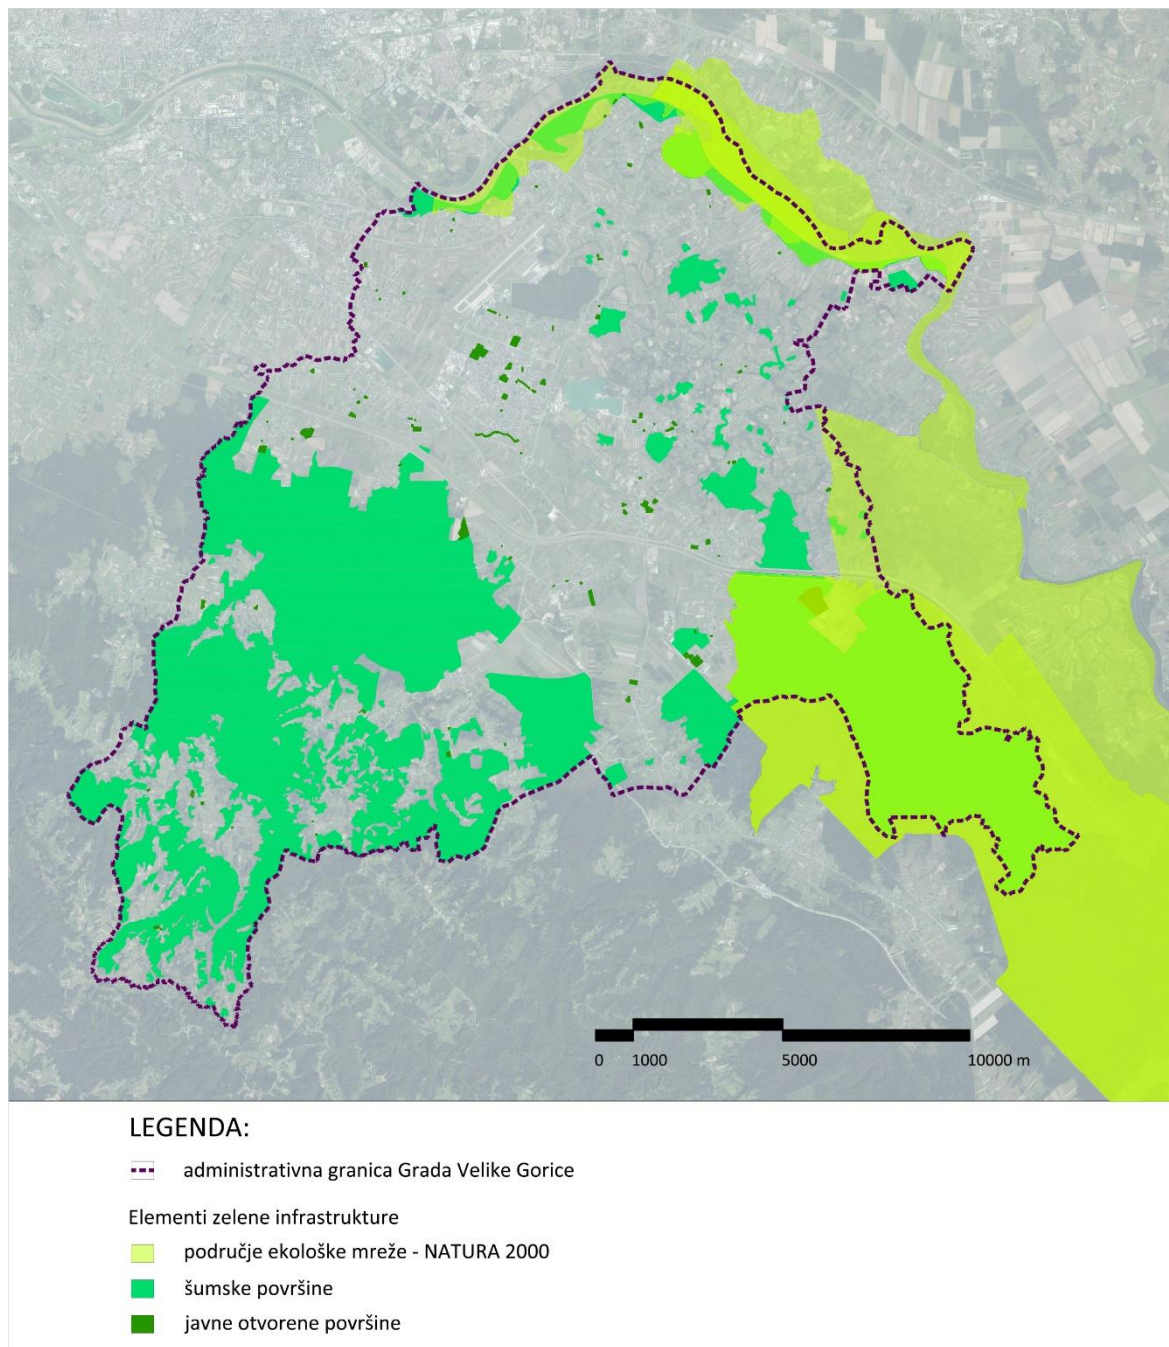 0 1000 5000 10000 m
LEGENDA:
administrativna granica Grada Velike Gorice
Elementi zelene infrastrukture
područje ekološke mreže - NATURA 2000
šumske površine
javne otvorene površine